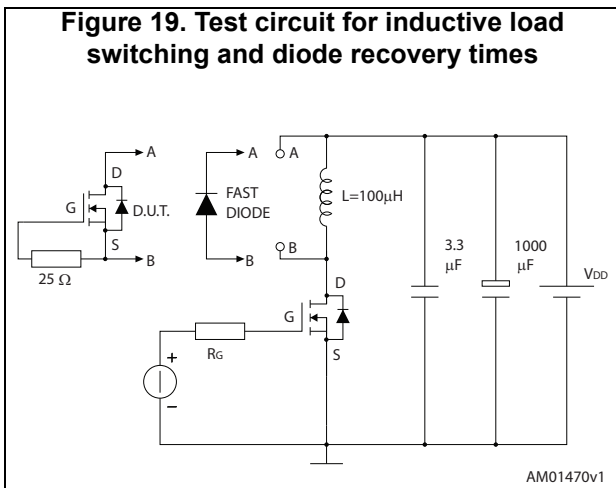 Figure 19. Test circuit for inductive load
switching and diode recovery times
A
D
G
D.U.T.
S
B
25 Ω
A
FAST
DIODE
B
A
L=100μH
B
D
G
S
RG
+
−
3.3
μF
1000
μF
VDD
AM01470v1